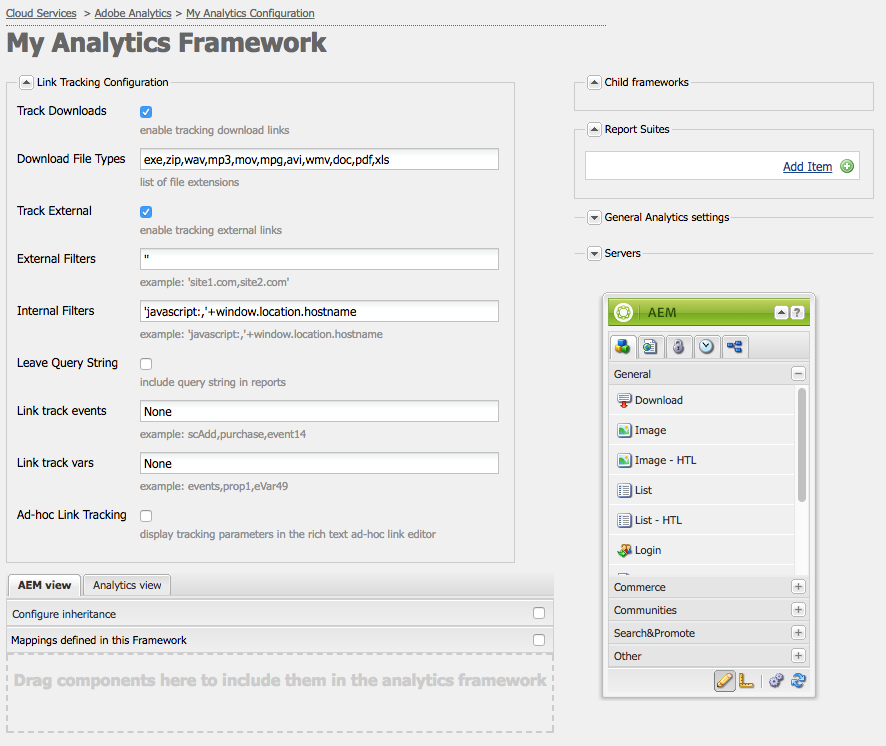 Cloud Services > Adobe Analytics > My Analytics Configuration
My Analytics Framework
Link Tracking Configuration
Track Downloads
enable tracking download links
Download File Types exe,zip,wav,mp3,mov,mpg,avi,wmv,doc,pdf,xls
list of file extensions
Track External
enable tracking external links
External Filters ''
example: 'site1.com,site2.com'
Internal Filters 'javascript:,'+window.location.hostname
example: 'javascript:,'+window.location.hostname
Leave Query String
include query string in reports
Link track events None
example: scAdd,purchase,event14
Link track vars None
example: events,prop1,eVar49
Ad-hoc Link Tracking
display tracking parameters in the rich text ad-hoc link editor
AEM view Analytics view
Configure inheritance
Mappings defined in this Framework
Drag components here to include them in the analytics framework
Child frameworks
Report Suites
Add Item
General Analytics settings
Servers
AEM ?
General
Download
Image
Image - HTL
List
List - HTL
Login
Commerce
Communities
Search&Promote
Other